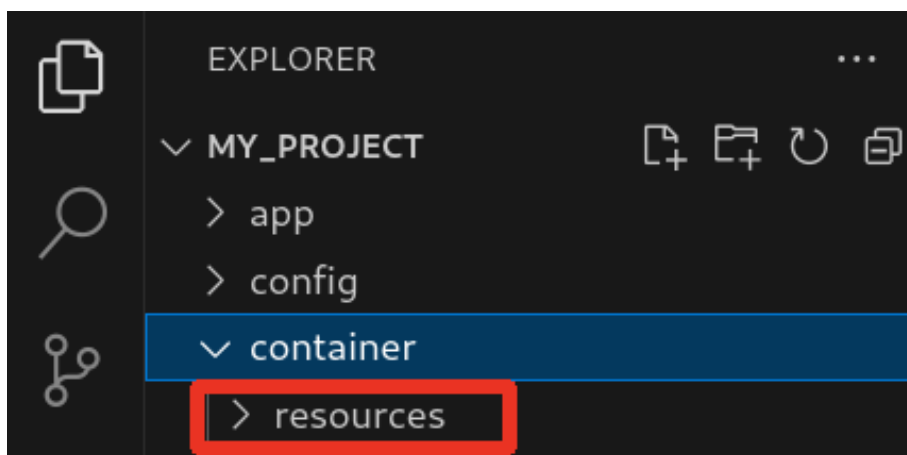 EXPLORER
MY_PROJECT
app
config
container
resources